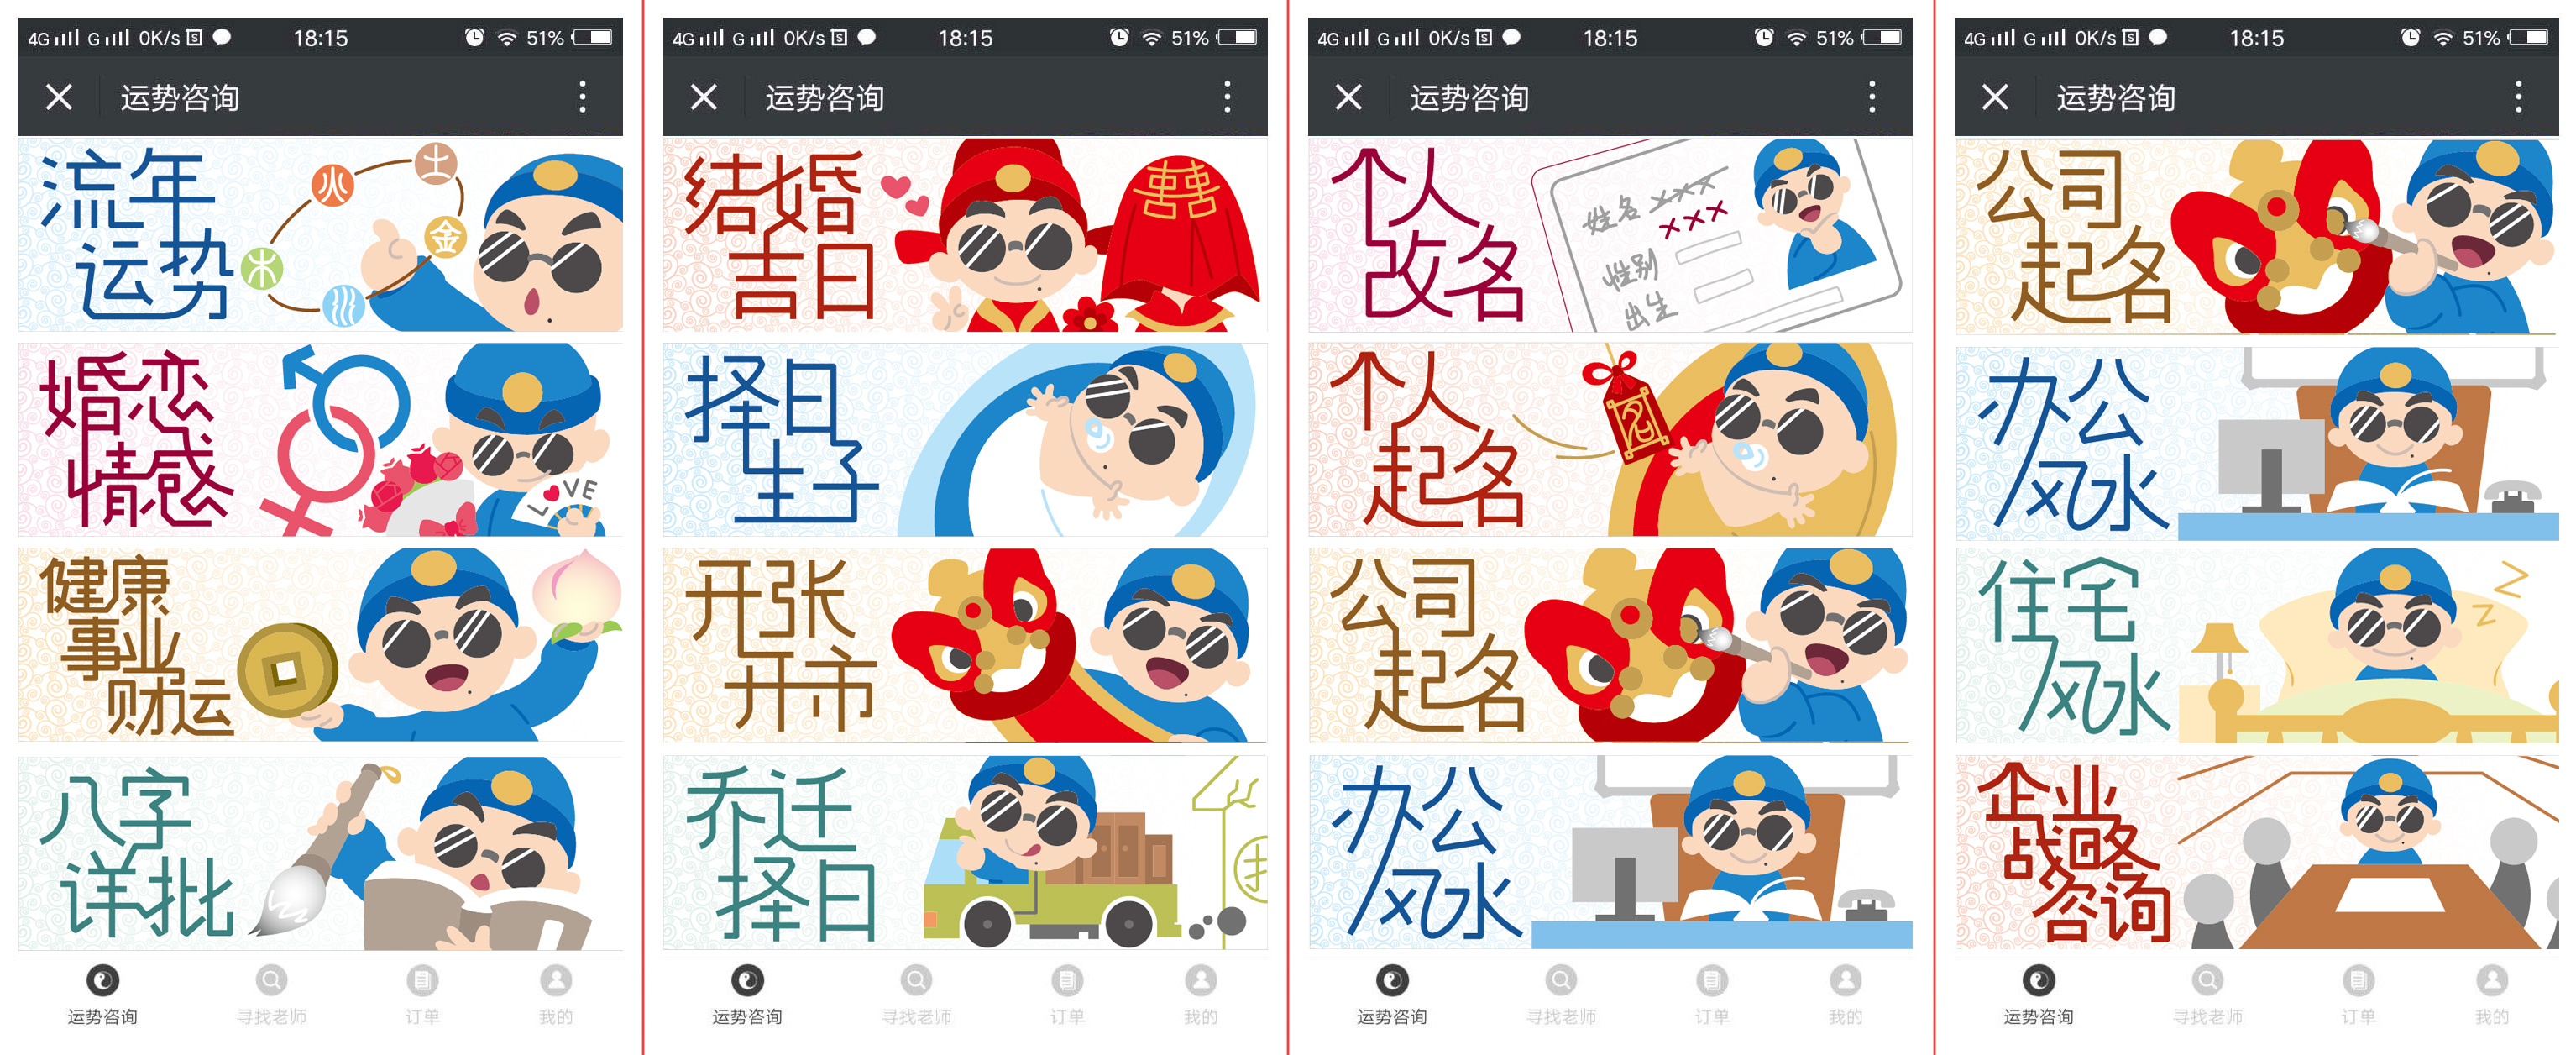 4G G 0K/s 18:15 51%
运势咨询
流年
运势
火
土
金
木
水
婚恋
情感
LOVE
健康
事业
财运
八字
详批
运势咨询
寻找老师
订单
我的
4G G 0K/s 18:15 51%
运势咨询
结婚
吉日
囍
择日
生子
开张
开市
乔迁
择日
运势咨询
寻找老师
订单
我的
4G G 0K/s 18:15 51%
运势咨询
个人
改名
姓名 xxx
xxx
性别
出生
个人
起名
公司
起名
办公
风水
运势咨询
寻找老师
订单
我的
4G G 0K/s 18:15 51%
运势咨询
公司
起名
办公
风水
住宅
风水
z
z
企业
战略
咨询
运势咨询
寻找老师
订单
我的